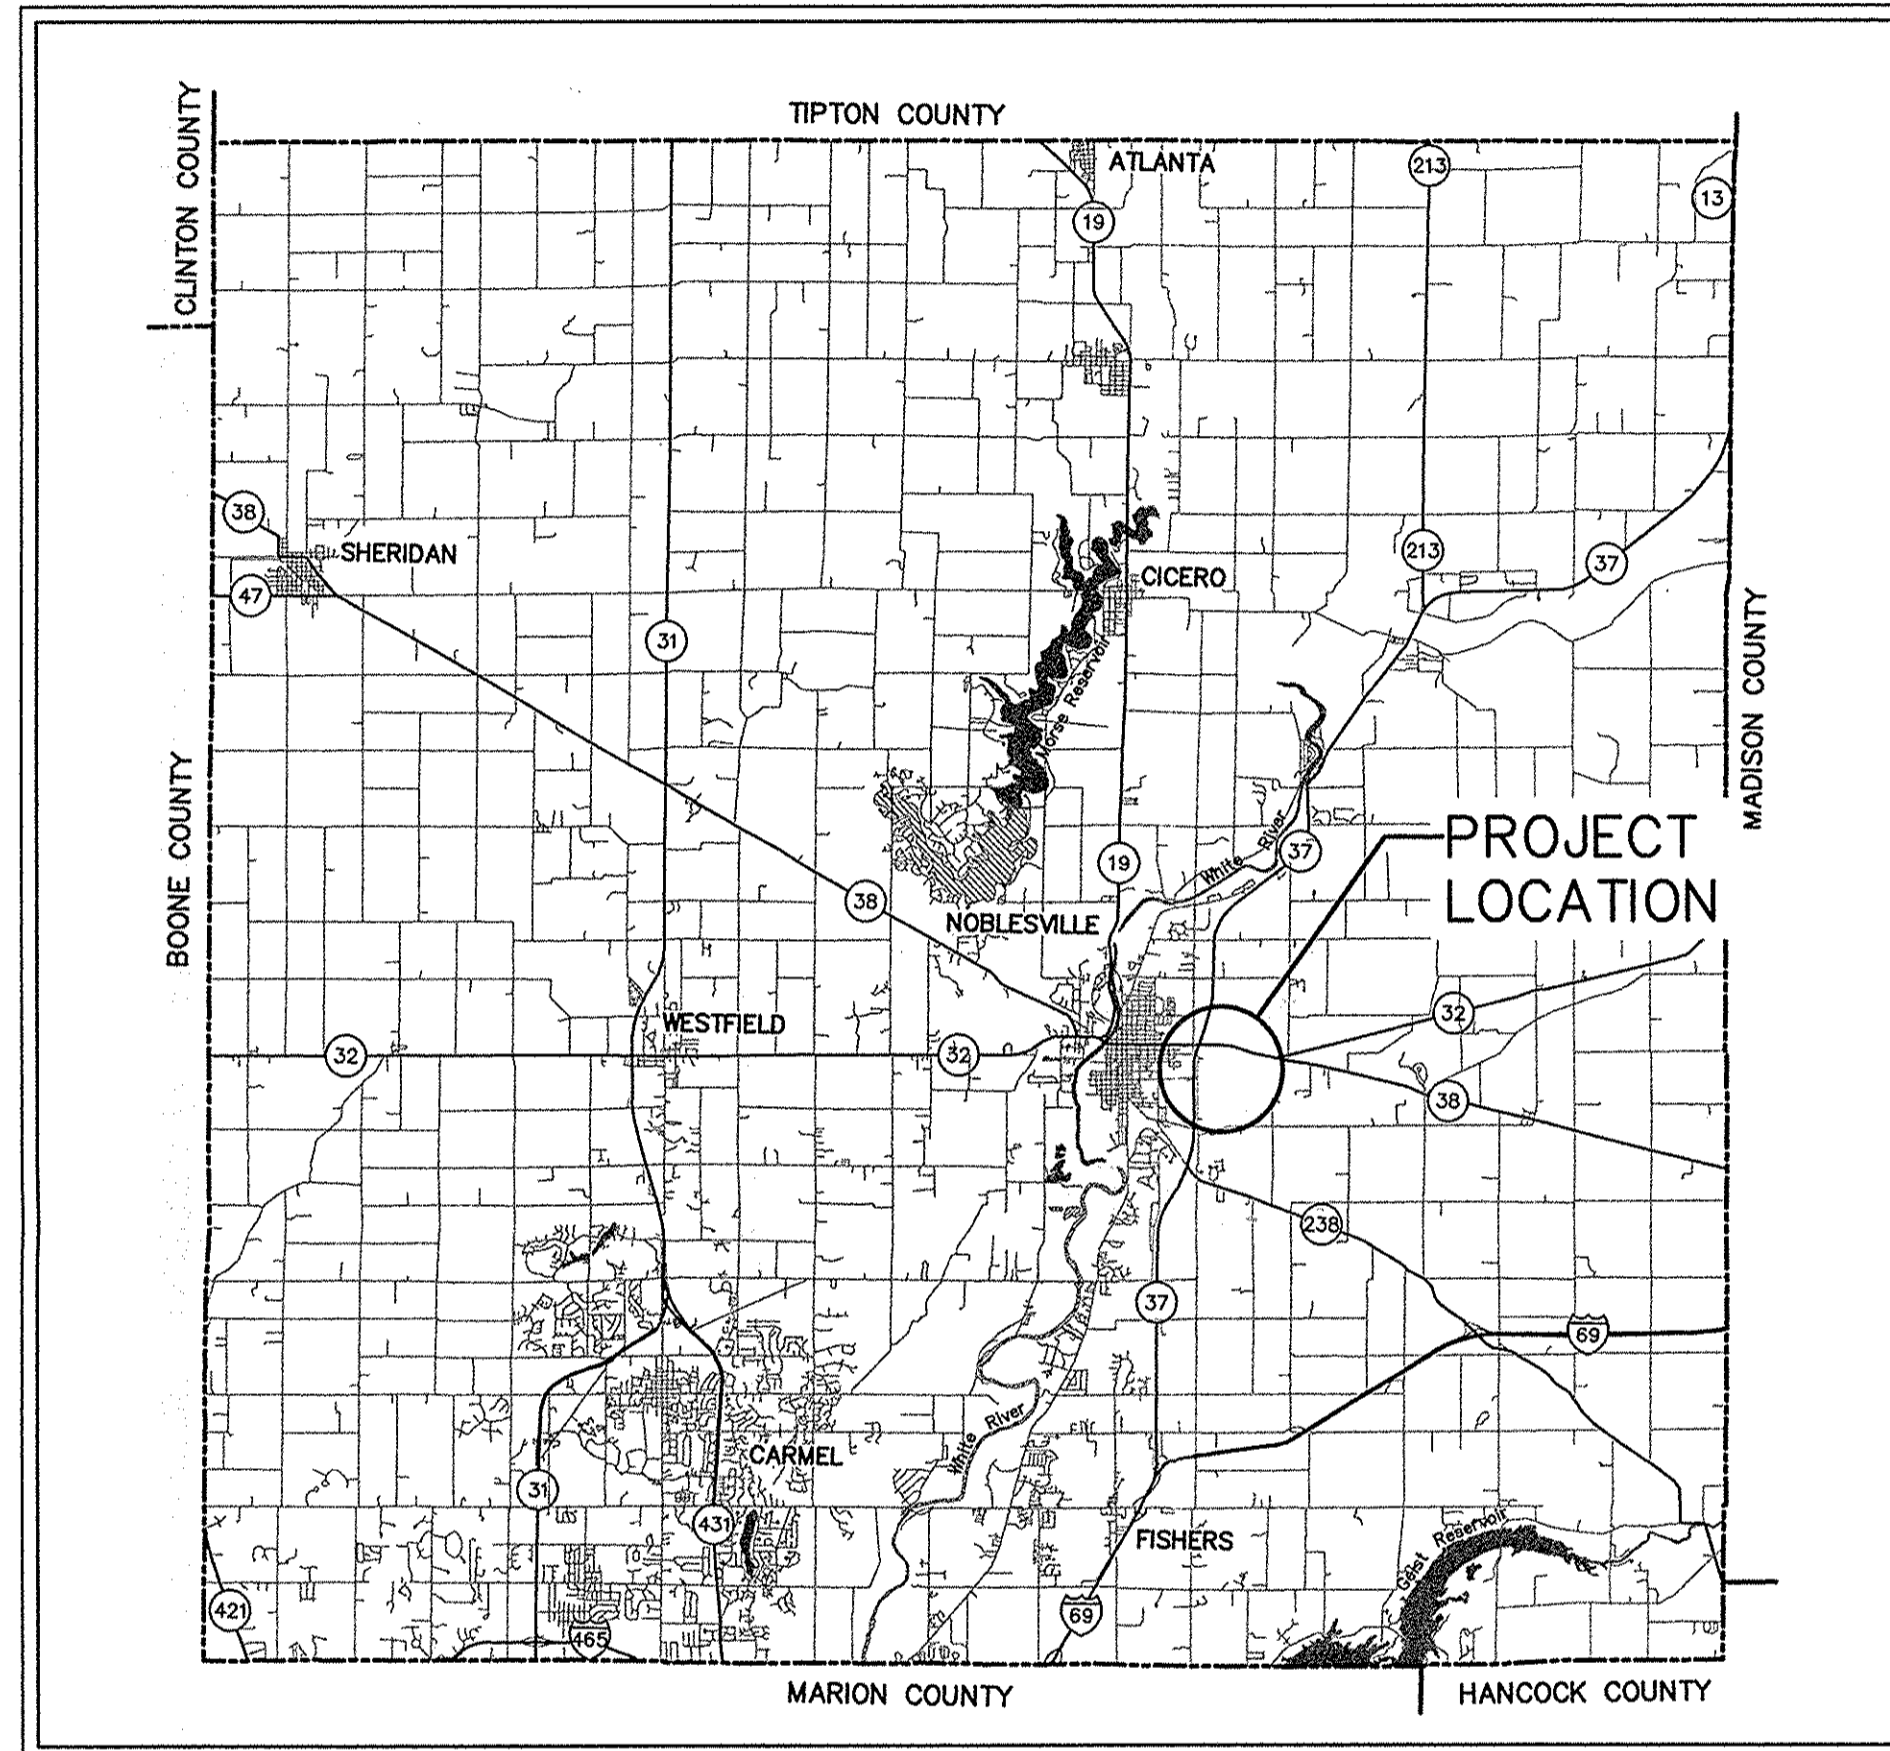 TIPTON COUNTY
CLINTON COUNTY
ATLANTA
213
13
19
38
SHERIDAN
213
37
CICERO
47
31
Morse Reservoir
MADISON COUNTY
BOONE COUNTY
PROJECT
LOCATION
White River
37
19
38
NOBLESVILLE
32
WESTFIELD
32
32
38
238
37
69
White River
CARMEL
31
431
FISHERS
Geist Reservoir
421
465
69
MARION COUNTY
HANCOCK COUNTY